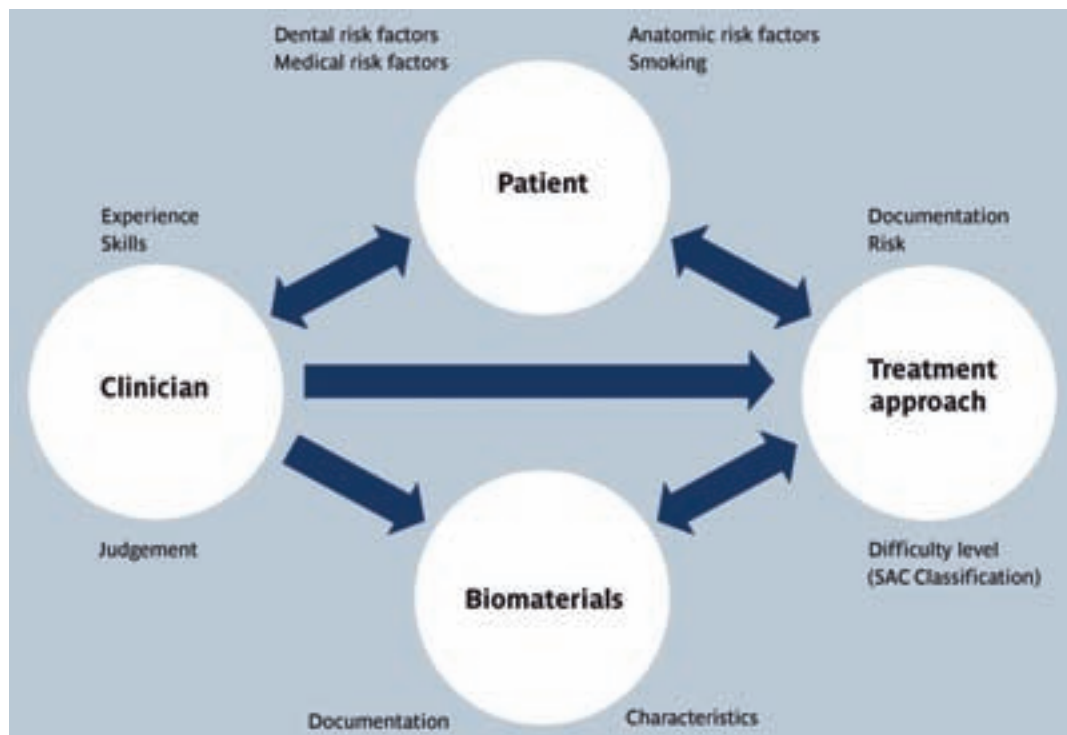 Dental risk factors
Medical risk factors
Anatomic risk factors
Smoking
Patient
Experience
Skills
Clinician
Judgement
Documentation
Risk
Treatment
approach
Difficulty level
(SAC Classification)
Biomaterials
Documentation
Characteristics